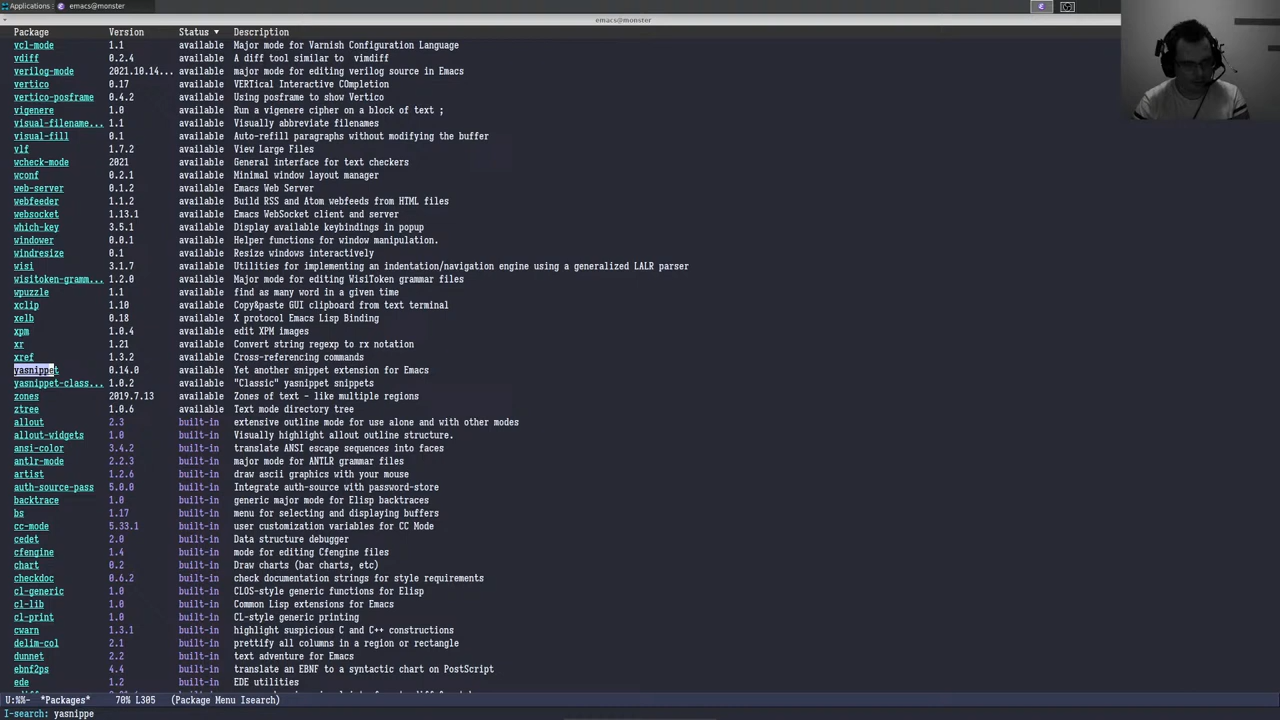 Applications emacs@monster
emacs@monster
Package Version Status ▼ Description
vcl-mode 1.1 available Major mode for Varnish Configuration Language
vdiff 0.2.4 available A diff tool similar to vimdiff
verilog-mode 2021.10.14... available major mode for editing verilog source in Emacs
vertico 0.17 available VERTical Interactive COmpletion
vertico-posframe 0.4.2 available Using posframe to show Vertico
vigenere 1.0 available Run a vigenere cipher on a block of text ;
visual-filename... 1.1 available Visually abbreviate filenames
visual-fill 0.1 available Auto-refill paragraphs without modifying the buffer
vlf 1.7.2 available View Large Files
wcheck-mode 2021 available General interface for text checkers
wconf 0.2.1 available Minimal window layout manager
web-server 0.1.2 available Emacs Web Server
webfeeder 1.1.2 available Build RSS and Atom webfeeds from HTML files
websocket 1.13.1 available Emacs WebSocket client and server
which-key 3.5.1 available Display available keybindings in popup
windower 0.0.1 available Helper functions for window manipulation.
windresize 0.1 available Resize windows interactively
wisi 3.1.7 available Utilities for implementing an indentation/navigation engine using a generalized LALR parser
wisitoken-gramm... 1.2.0 available Major mode for editing WisiToken grammar files
wpuzzle 1.1 available find as many word in a given time
xclip 1.10 available Copy&paste GUI clipboard from text terminal
xelb 0.18 available X protocol Emacs Lisp Binding
xpm 1.0.4 available edit XPM images
xr 1.21 available Convert string regexp to rx notation
xref 1.3.2 available Cross-referencing commands
yasnippet 0.14.0 available Yet another snippet extension for Emacs
yasnippet-class... 1.0.2 available "Classic" yasnippet snippets
zones 2019.7.13 available Zones of text - like multiple regions
ztree 1.0.6 available Text mode directory tree
allout 2.3 built-in extensive outline mode for use alone and with other modes
allout-widgets 1.0 built-in Visually highlight allout outline structure.
ansi-color 3.4.2 built-in translate ANSI escape sequences into faces
antlr-mode 2.2.3 built-in major mode for ANTLR grammar files
artist 1.2.6 built-in draw ascii graphics with your mouse
auth-source-pass 5.0.0 built-in Integrate auth-source with password-store
backtrace 1.0 built-in generic major mode for Elisp backtraces
bs 1.17 built-in menu for selecting and displaying buffers
cc-mode 5.33.1 built-in user customization variables for CC Mode
cedet 2.0 built-in Data structure debugger
cfengine 1.4 built-in mode for editing Cfengine files
chart 0.2 built-in Draw charts (bar charts, etc)
checkdoc 0.6.2 built-in check documentation strings for style requirements
cl-generic 1.0 built-in CLOS-style generic functions for Elisp
cl-lib 1.0 built-in Common Lisp extensions for Emacs
cl-print 1.0 built-in CL-style generic printing
cwarn 1.3.1 built-in highlight suspicious C and C++ constructions
delim-col 2.1 built-in prettify all columns in a region or rectangle
dunnet 2.2 built-in text adventure for Emacs
ebnf2ps 4.4 built-in translate an EBNF to a syntactic chart on PostScript
ede 1.2 built-in EDE utilities
U:%%- *Packages* 70% L305 (Package Menu Isearch)
I-search: yasnippe